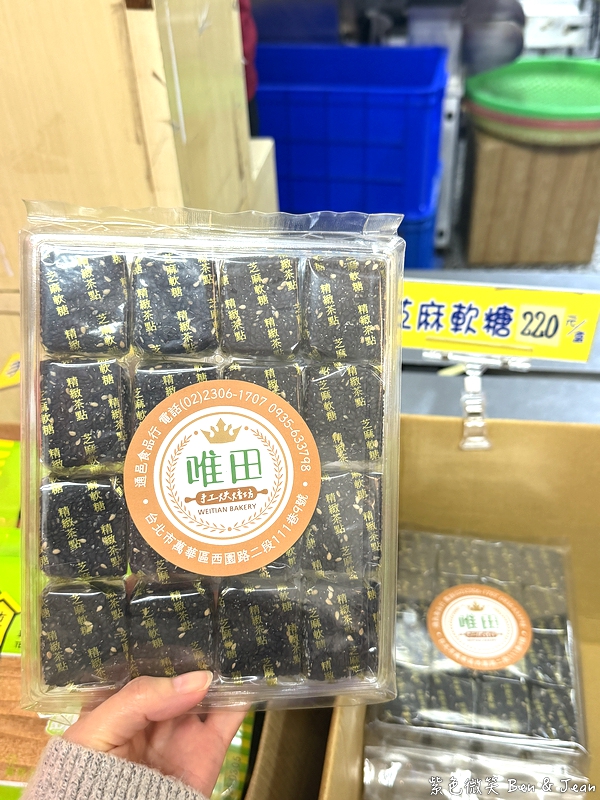 芝麻軟糖 精緻茶點
適邑食品行 電話(02)2306-1707 0935-633798
唯田
手工烘焙坊
WEITIAN BAKERY
台北市萬華區西園路二段111巷9號
芝麻軟糖 220元/盒
唯田
紫色微笑 Ben & Jean